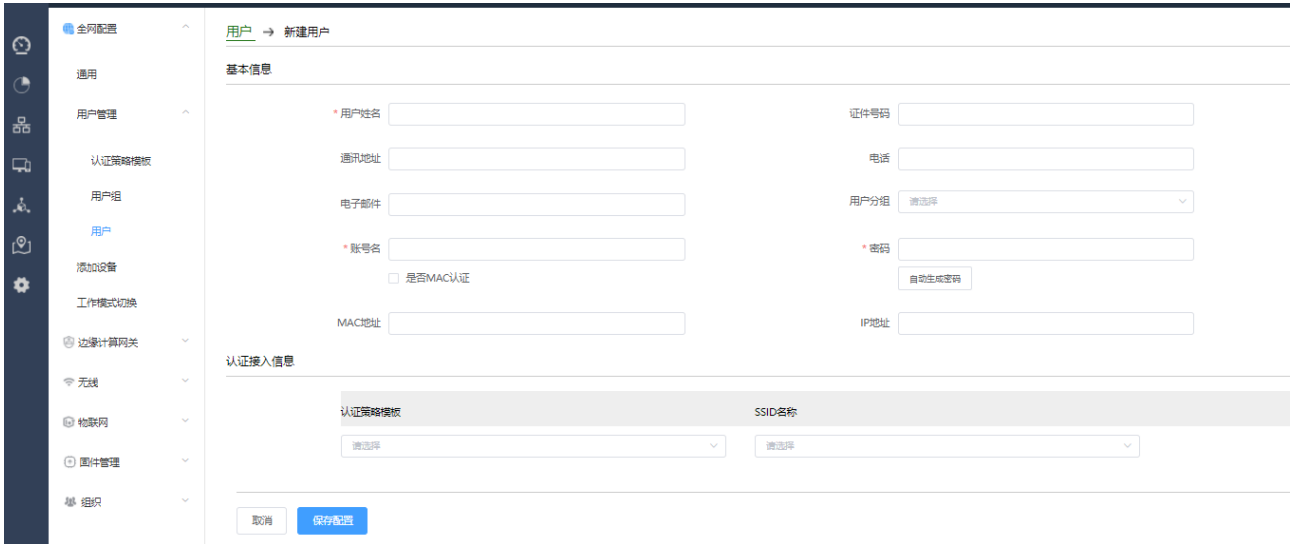 全网配置
通用
用户管理
认证策略模板
用户组
用户
添加设备
工作模式切换
边缘计算网关
无线
物联网
固件管理
组织
用户 → 新建用户
基本信息
* 用户姓名
证件号码
通讯地址
电话
电子邮件
用户分组 请选择
* 账号名
* 密码
是否MAC认证
自动生成密码
MAC地址
IP地址
认证接入信息
认证策略模板 SSID名称
请选择 请选择
取消 保存配置